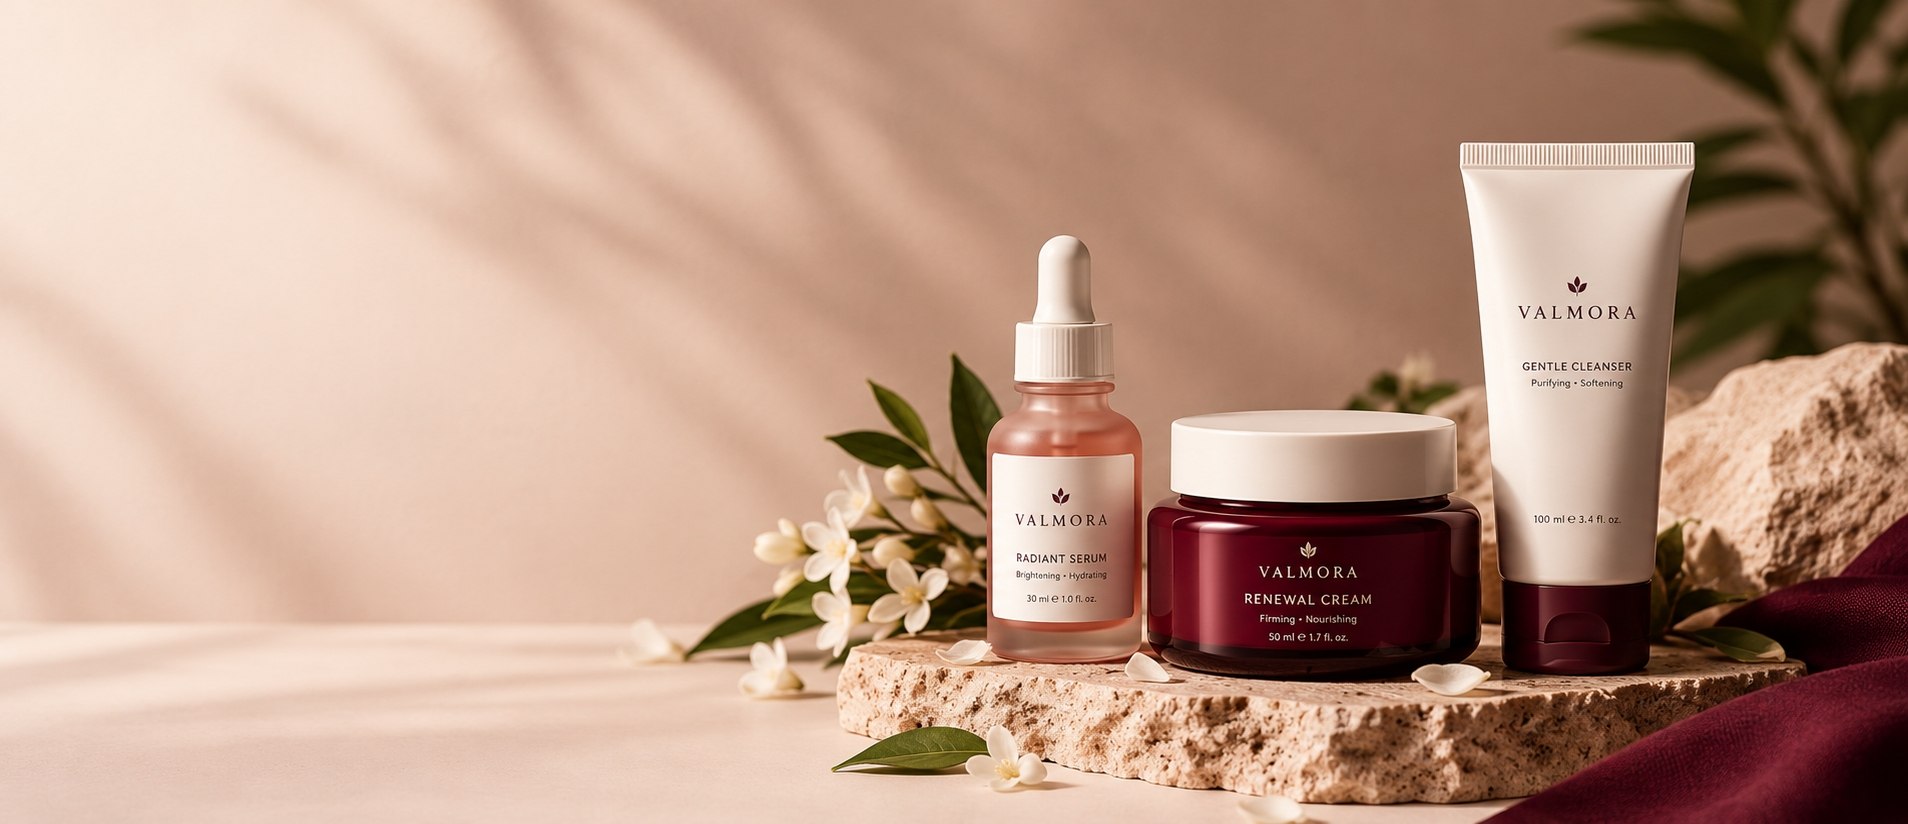 VALMORA
RADIANT SERUM
Brightening • Hydrating
30 ml ℮ 1.0 fl. oz.
VALMORA
RENEWAL CREAM
Firming • Nourishing
50 ml ℮ 1.7 fl. oz.
VALMORA
GENTLE CLEANSER
Purifying • Softening
100 ml ℮ 3.4 fl. oz.